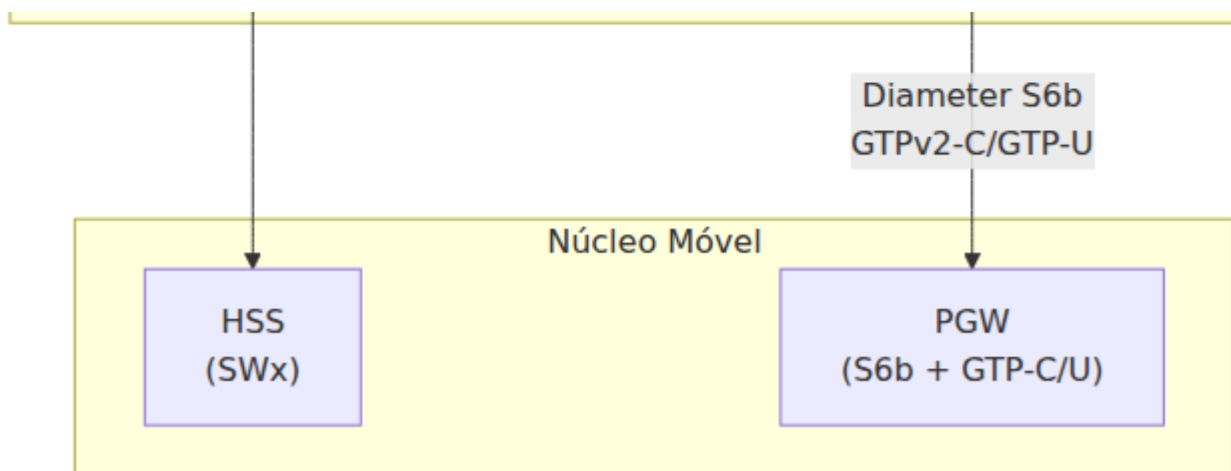 Diameter S6b
GTPv2-C/GTP-U
Núcleo Móvel
HSS
(SWx)
PGW
(S6b + GTP-C/U)